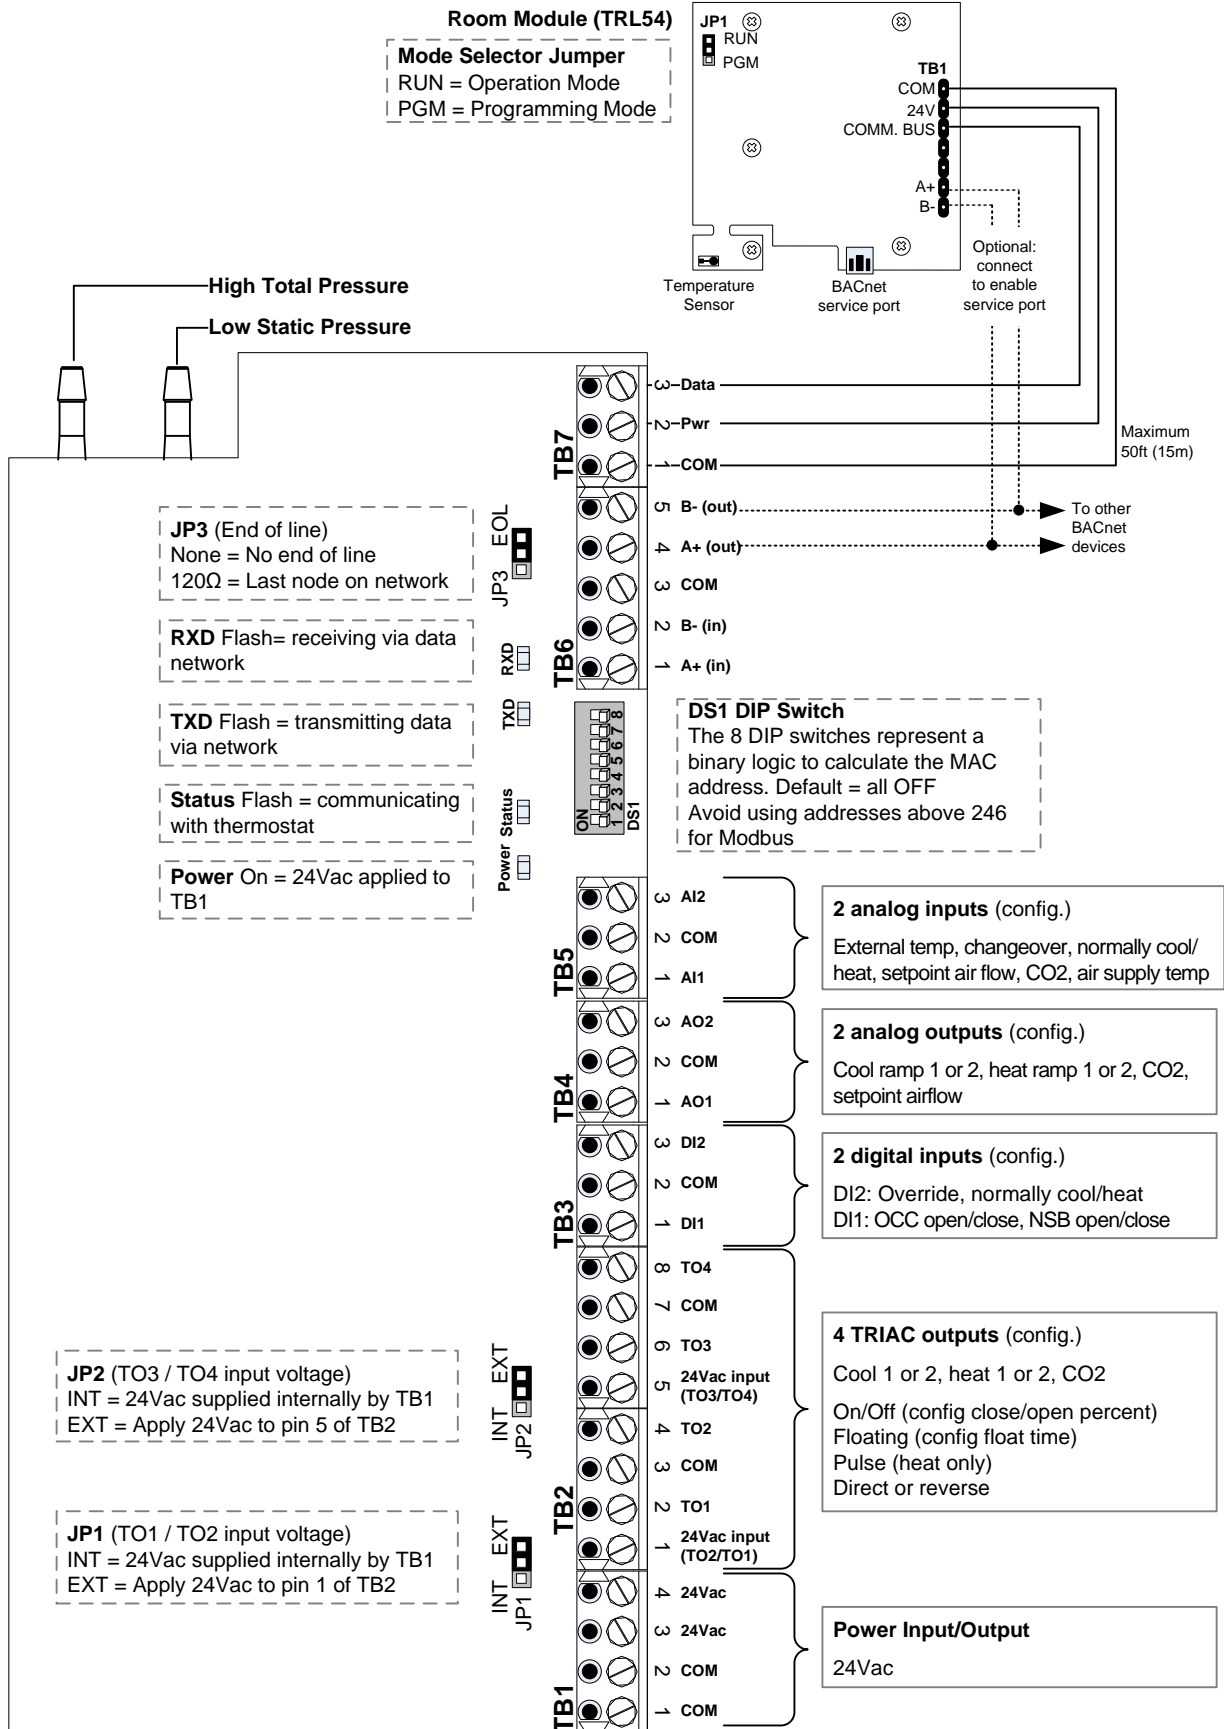 Room Module (TRL54)
Mode Selector Jumper
RUN = Operation Mode
PGM = Programming Mode
JP1
RUN
PGM
TB1
COM
24V
COMM. BUS
A+
B-
Temperature
Sensor
BACnet
service port
Optional:
connect
to enable
service port
High Total Pressure
Low Static Pressure
Maximum
50ft (15m)
To other
BACnet
devices
TB7
3 Data
2 Pwr
1 COM
TB6
5 B- (out)
4 A+ (out)
3 COM
2 B- (in)
1 A+ (in)
JP3 (End of line)
None = No end of line
120Ω = Last node on network
JP3 EOL
RXD Flash= receiving via data
network
RXD
TXD Flash = transmitting data
via network
TXD
Status Flash = communicating
with thermostat
Status
Power On = 24Vac applied to
TB1
Power
ON
1 2 3 4 5 6 7 8
DS1
DS1 DIP Switch
The 8 DIP switches represent a
binary logic to calculate the MAC
address. Default = all OFF
Avoid using addresses above 246
for Modbus
TB5
3 AI2
2 COM
1 AI1
2 analog inputs (config.)
External temp, changeover, normally cool/
heat, setpoint air flow, CO2, air supply temp
TB4
3 AO2
2 COM
1 AO1
2 analog outputs (config.)
Cool ramp 1 or 2, heat ramp 1 or 2, CO2,
setpoint airflow
TB3
3 DI2
2 COM
1 DI1
2 digital inputs (config.)
DI2: Override, normally cool/heat
DI1: OCC open/close, NSB open/close
TB2
8 TO4
7 COM
6 TO3
5 24Vac input
(TO3/TO4)
4 TO2
3 COM
2 TO1
1 24Vac input
(TO2/TO1)
4 TRIAC outputs (config.)
Cool 1 or 2, heat 1 or 2, CO2
On/Off (config close/open percent)
Floating (config float time)
Pulse (heat only)
Direct or reverse
JP2 (TO3 / TO4 input voltage)
INT = 24Vac supplied internally by TB1
EXT = Apply 24Vac to pin 5 of TB2
INT EXT
JP2
JP1 (TO1 / TO2 input voltage)
INT = 24Vac supplied internally by TB1
EXT = Apply 24Vac to pin 1 of TB2
INT EXT
JP1
TB1
4 24Vac
3 24Vac
2 COM
1 COM
Power Input/Output
24Vac